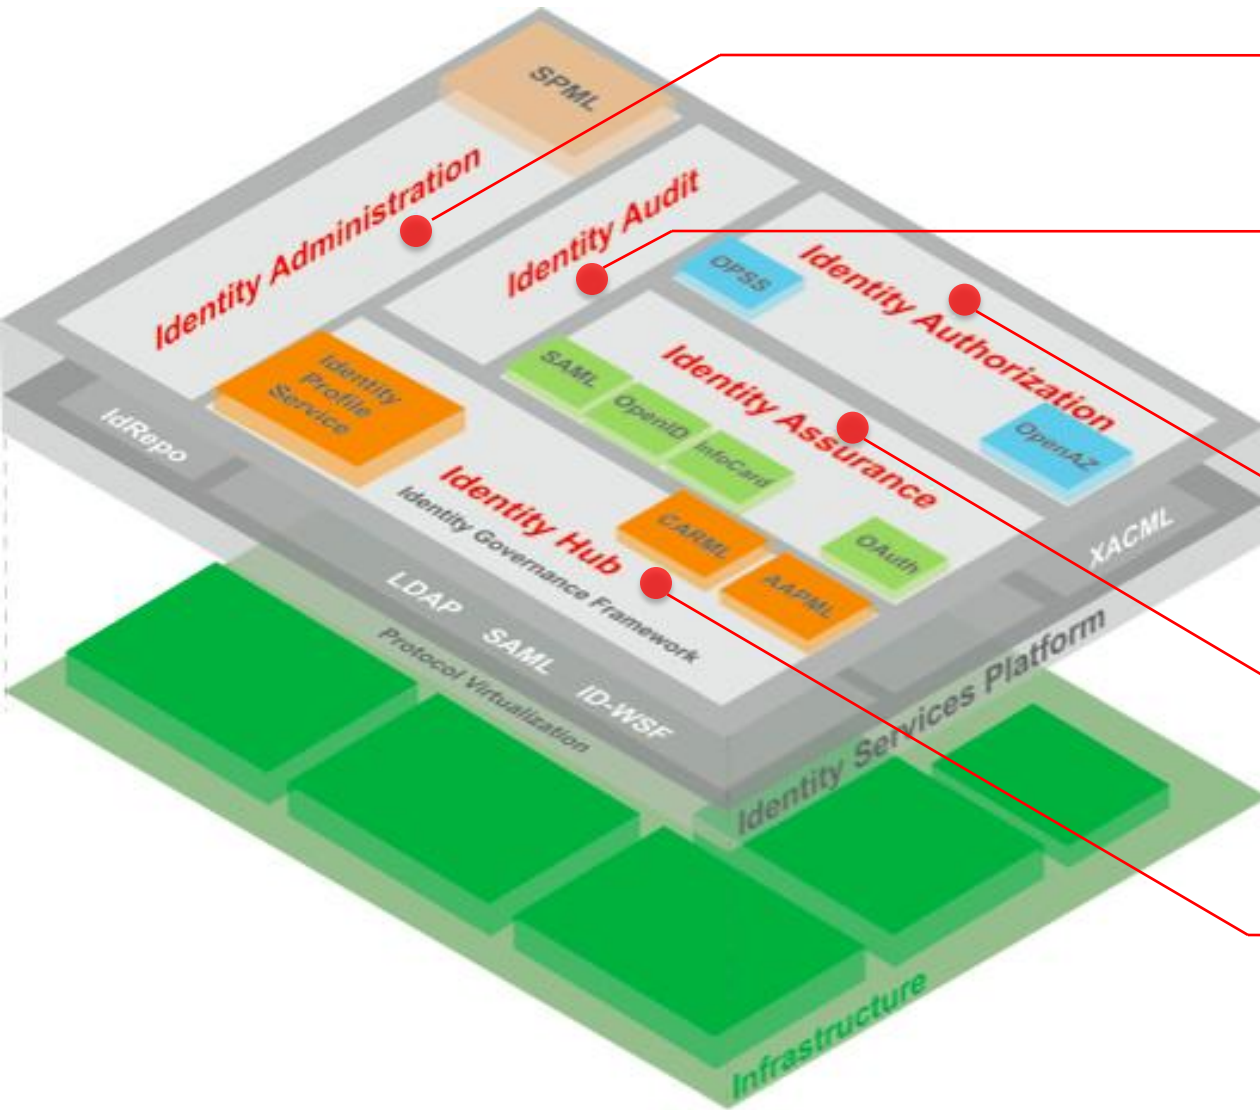 SPML
Identity Administration
Identity Audit
OPSS
Identity Authorization
OpenAZ
SAML
OpenID
InfoCard
Identity Assurance
OAuth
Identity
Profile
Service
Identity Hub
Identity Governance Framework
CARML
AAPML
IdRepo
LDAP
SAML
ID-WSF
Protocol Virtualization
XACML
Identity Services Platform
Infrastructure